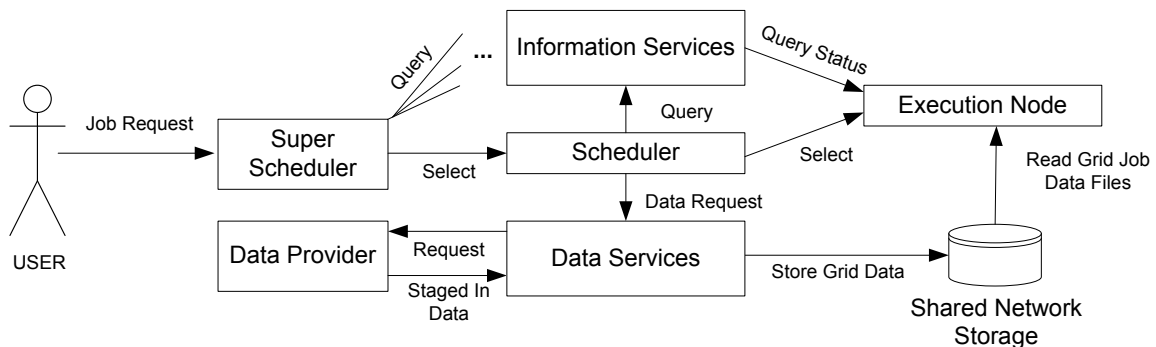 Query
...
Information Services
Query Status
Execution Node
Job Request
Super
Scheduler
Select
Scheduler
Query
Select
Read Grid Job
Data Files
Data Request
USER
Data Provider
Request
Staged In
Data
Data Services
Store Grid Data
Shared Network
Storage